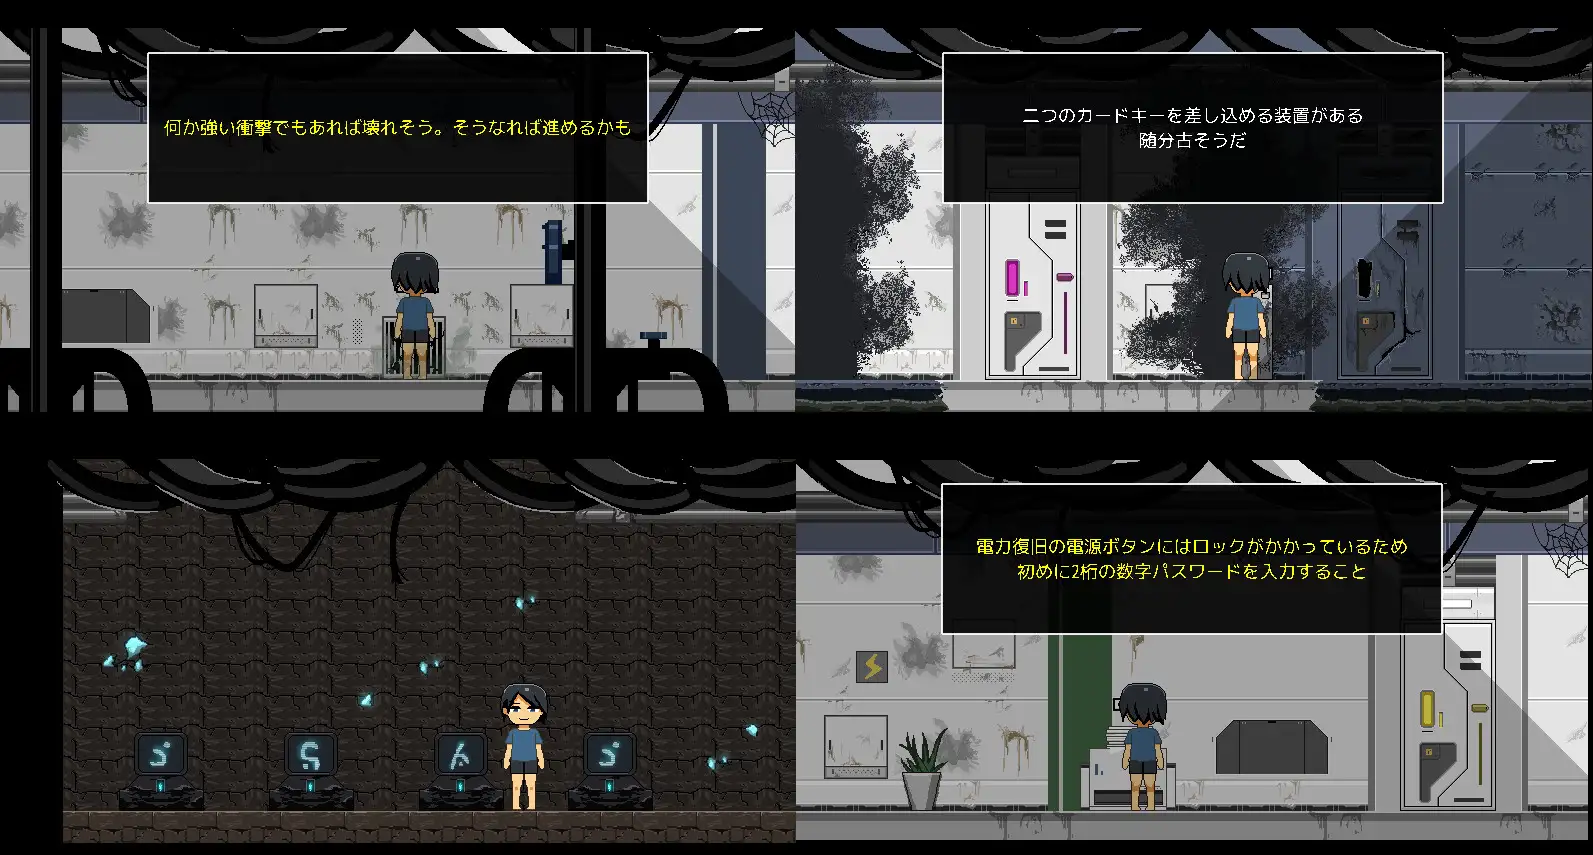 何か強い衝撃でもあれば壊れそう。そうなれば進めるかも
二つのカードキーを差し込める装置がある
随分古そうだ
電力復旧の電源ボタンにはロックがかかっているため
初めに2桁の数字パスワードを入力すること